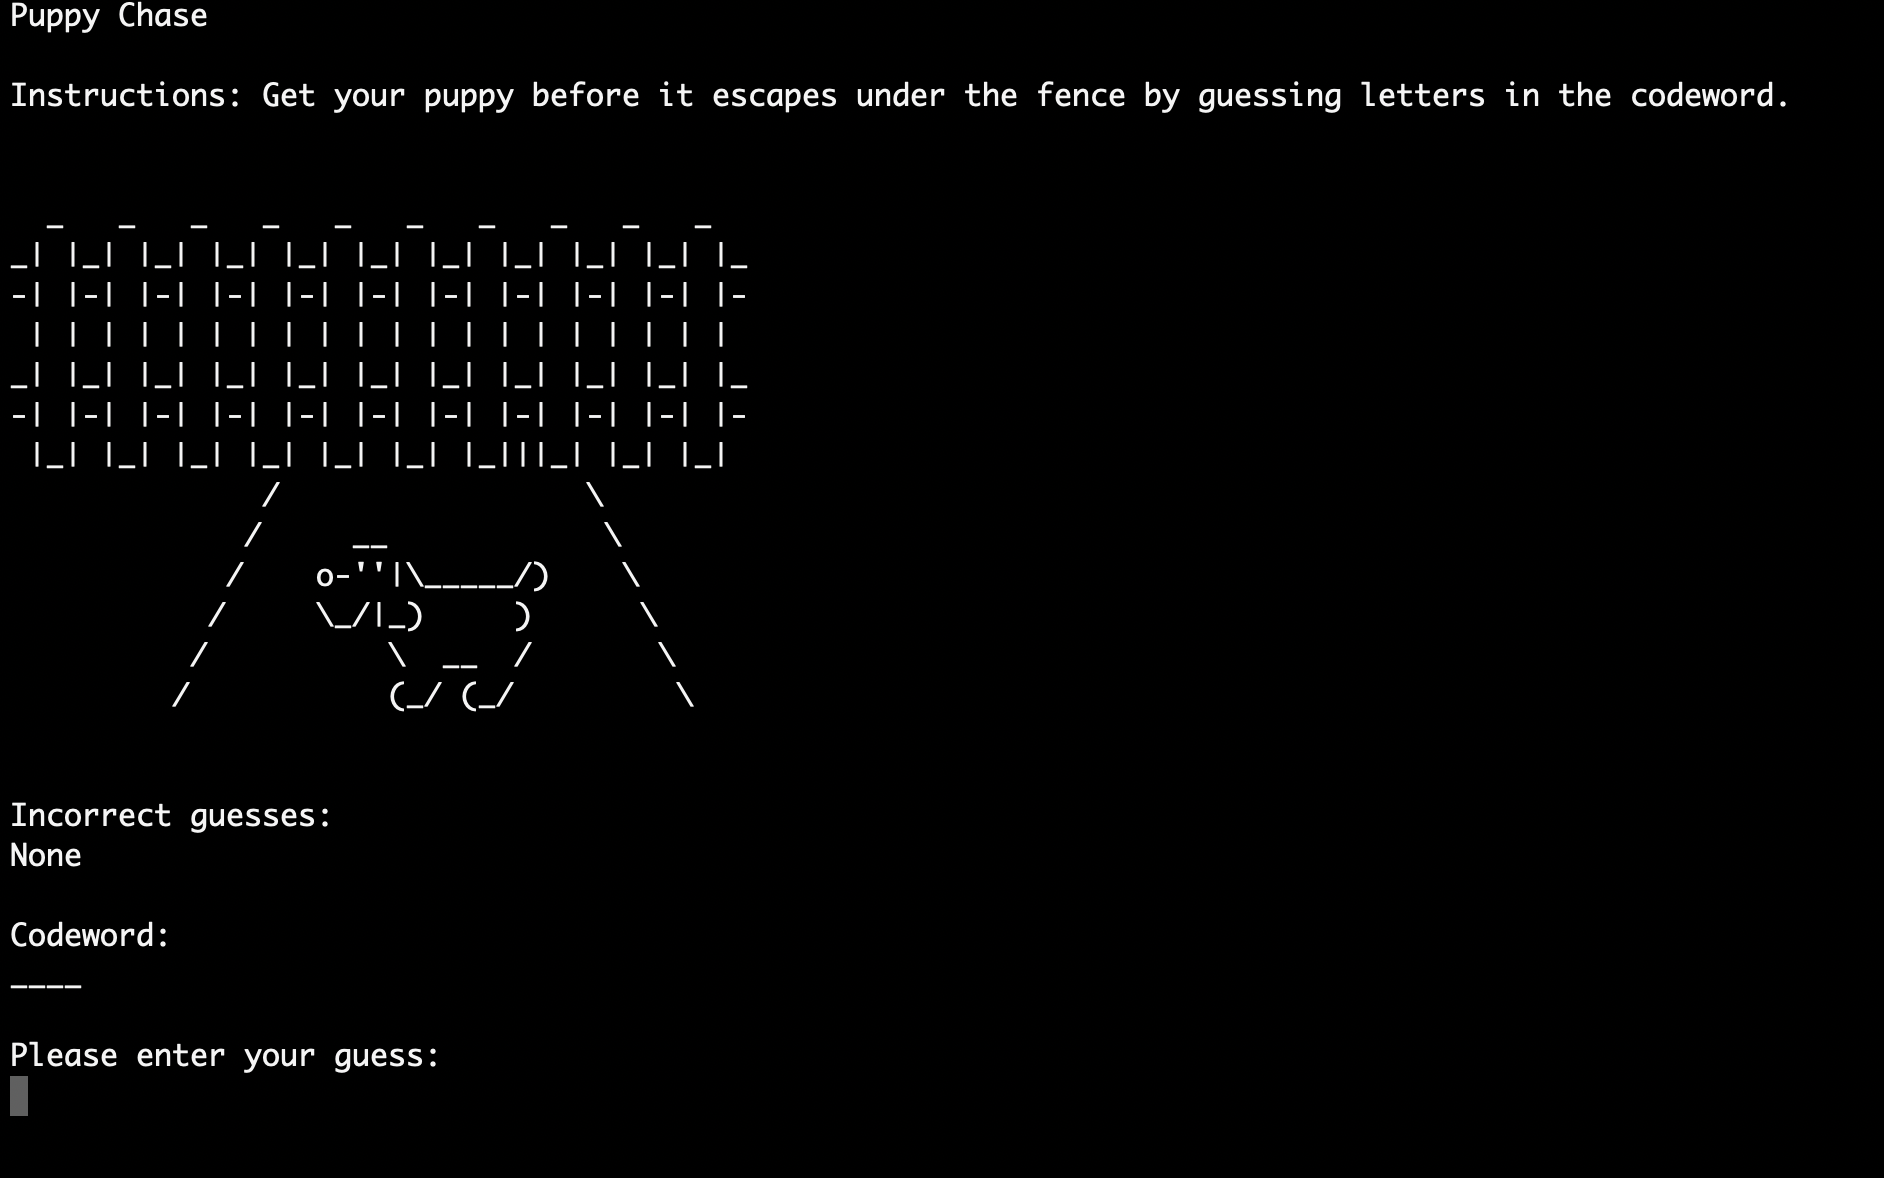 Puppy Chase
Instructions: Get your puppy before it escapes under the fence by guessing letters in the codeword.
Incorrect guesses:
None
Codeword:
____
Please enter your guess: